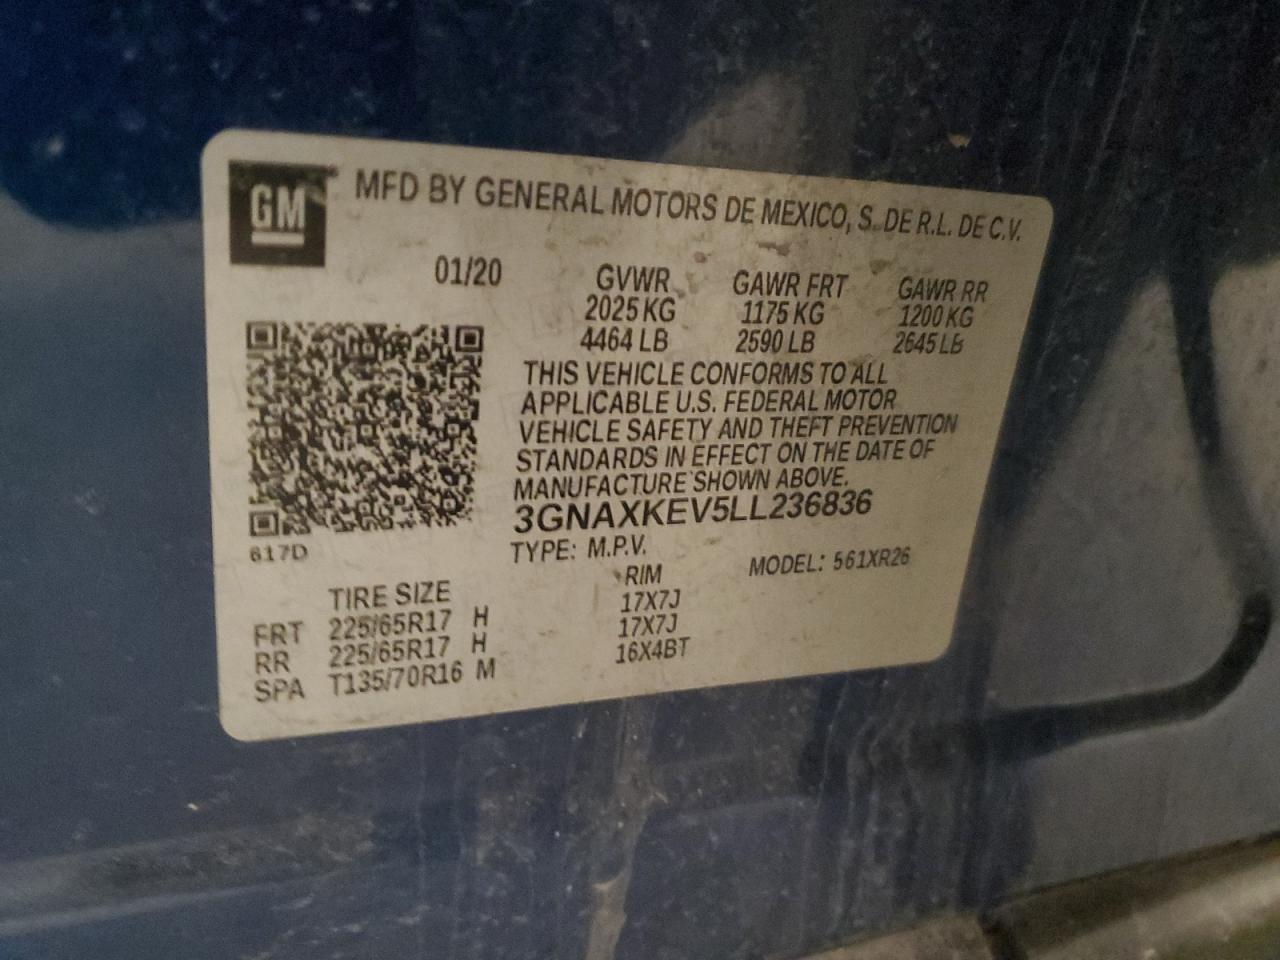 GM
MFD BY GENERAL MOTORS DE MEXICO, S. DE R.L. DE C.V.
01/20 GVWR GAWR FRT GAWR RR
2025 KG 1175 KG 1200 KG
4464 LB 2590 LB 2645 LB
THIS VEHICLE CONFORMS TO ALL
APPLICABLE U.S. FEDERAL MOTOR
VEHICLE SAFETY AND THEFT PREVENTION
STANDARDS IN EFFECT ON THE DATE OF
MANUFACTURE SHOWN ABOVE.
3GNAXKEV5LL236836
617D
TYPE: M.P.V. MODEL: 561XR26
TIRE SIZE RIM
FRT 225/65R17 H 17X7J
RR 225/65R17 H 17X7J
SPA T135/70R16 M 16X4BT